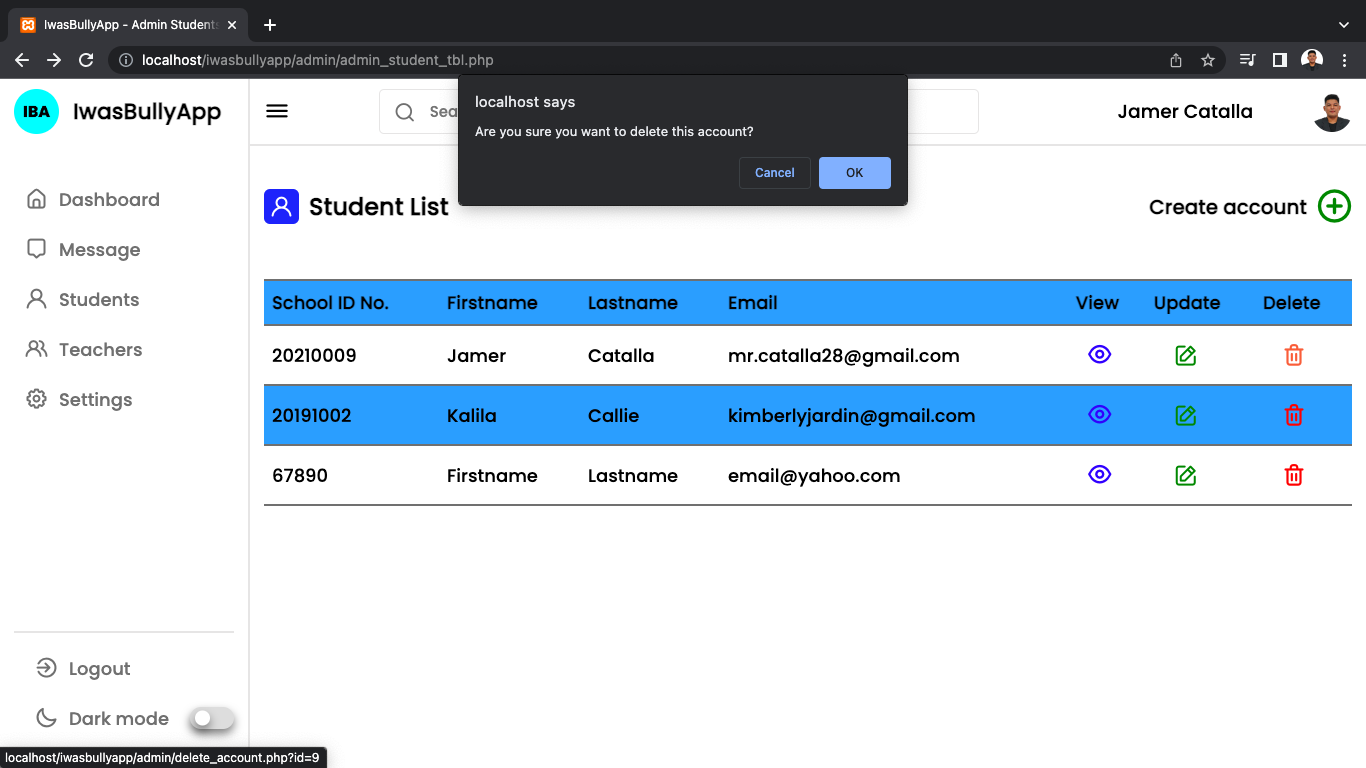 IwasBullyApp - Admin Students
localhost/iwasbullyapp/admin/admin_student_tbl.php
IBA IwasBullyApp
Sea
Jamer Catalla
localhost says
Are you sure you want to delete this account?
Cancel OK
Dashboard
Message
Students
Teachers
Settings
Student List
Create account
School ID No. Firstname Lastname Email View Update Delete
20210009 Jamer Catalla mr.catalla28@gmail.com
20191002 Kalila Callie kimberlyjardin@gmail.com
67890 Firstname Lastname email@yahoo.com
Logout
Dark mode
localhost/iwasbullyapp/admin/delete_account.php?id=9